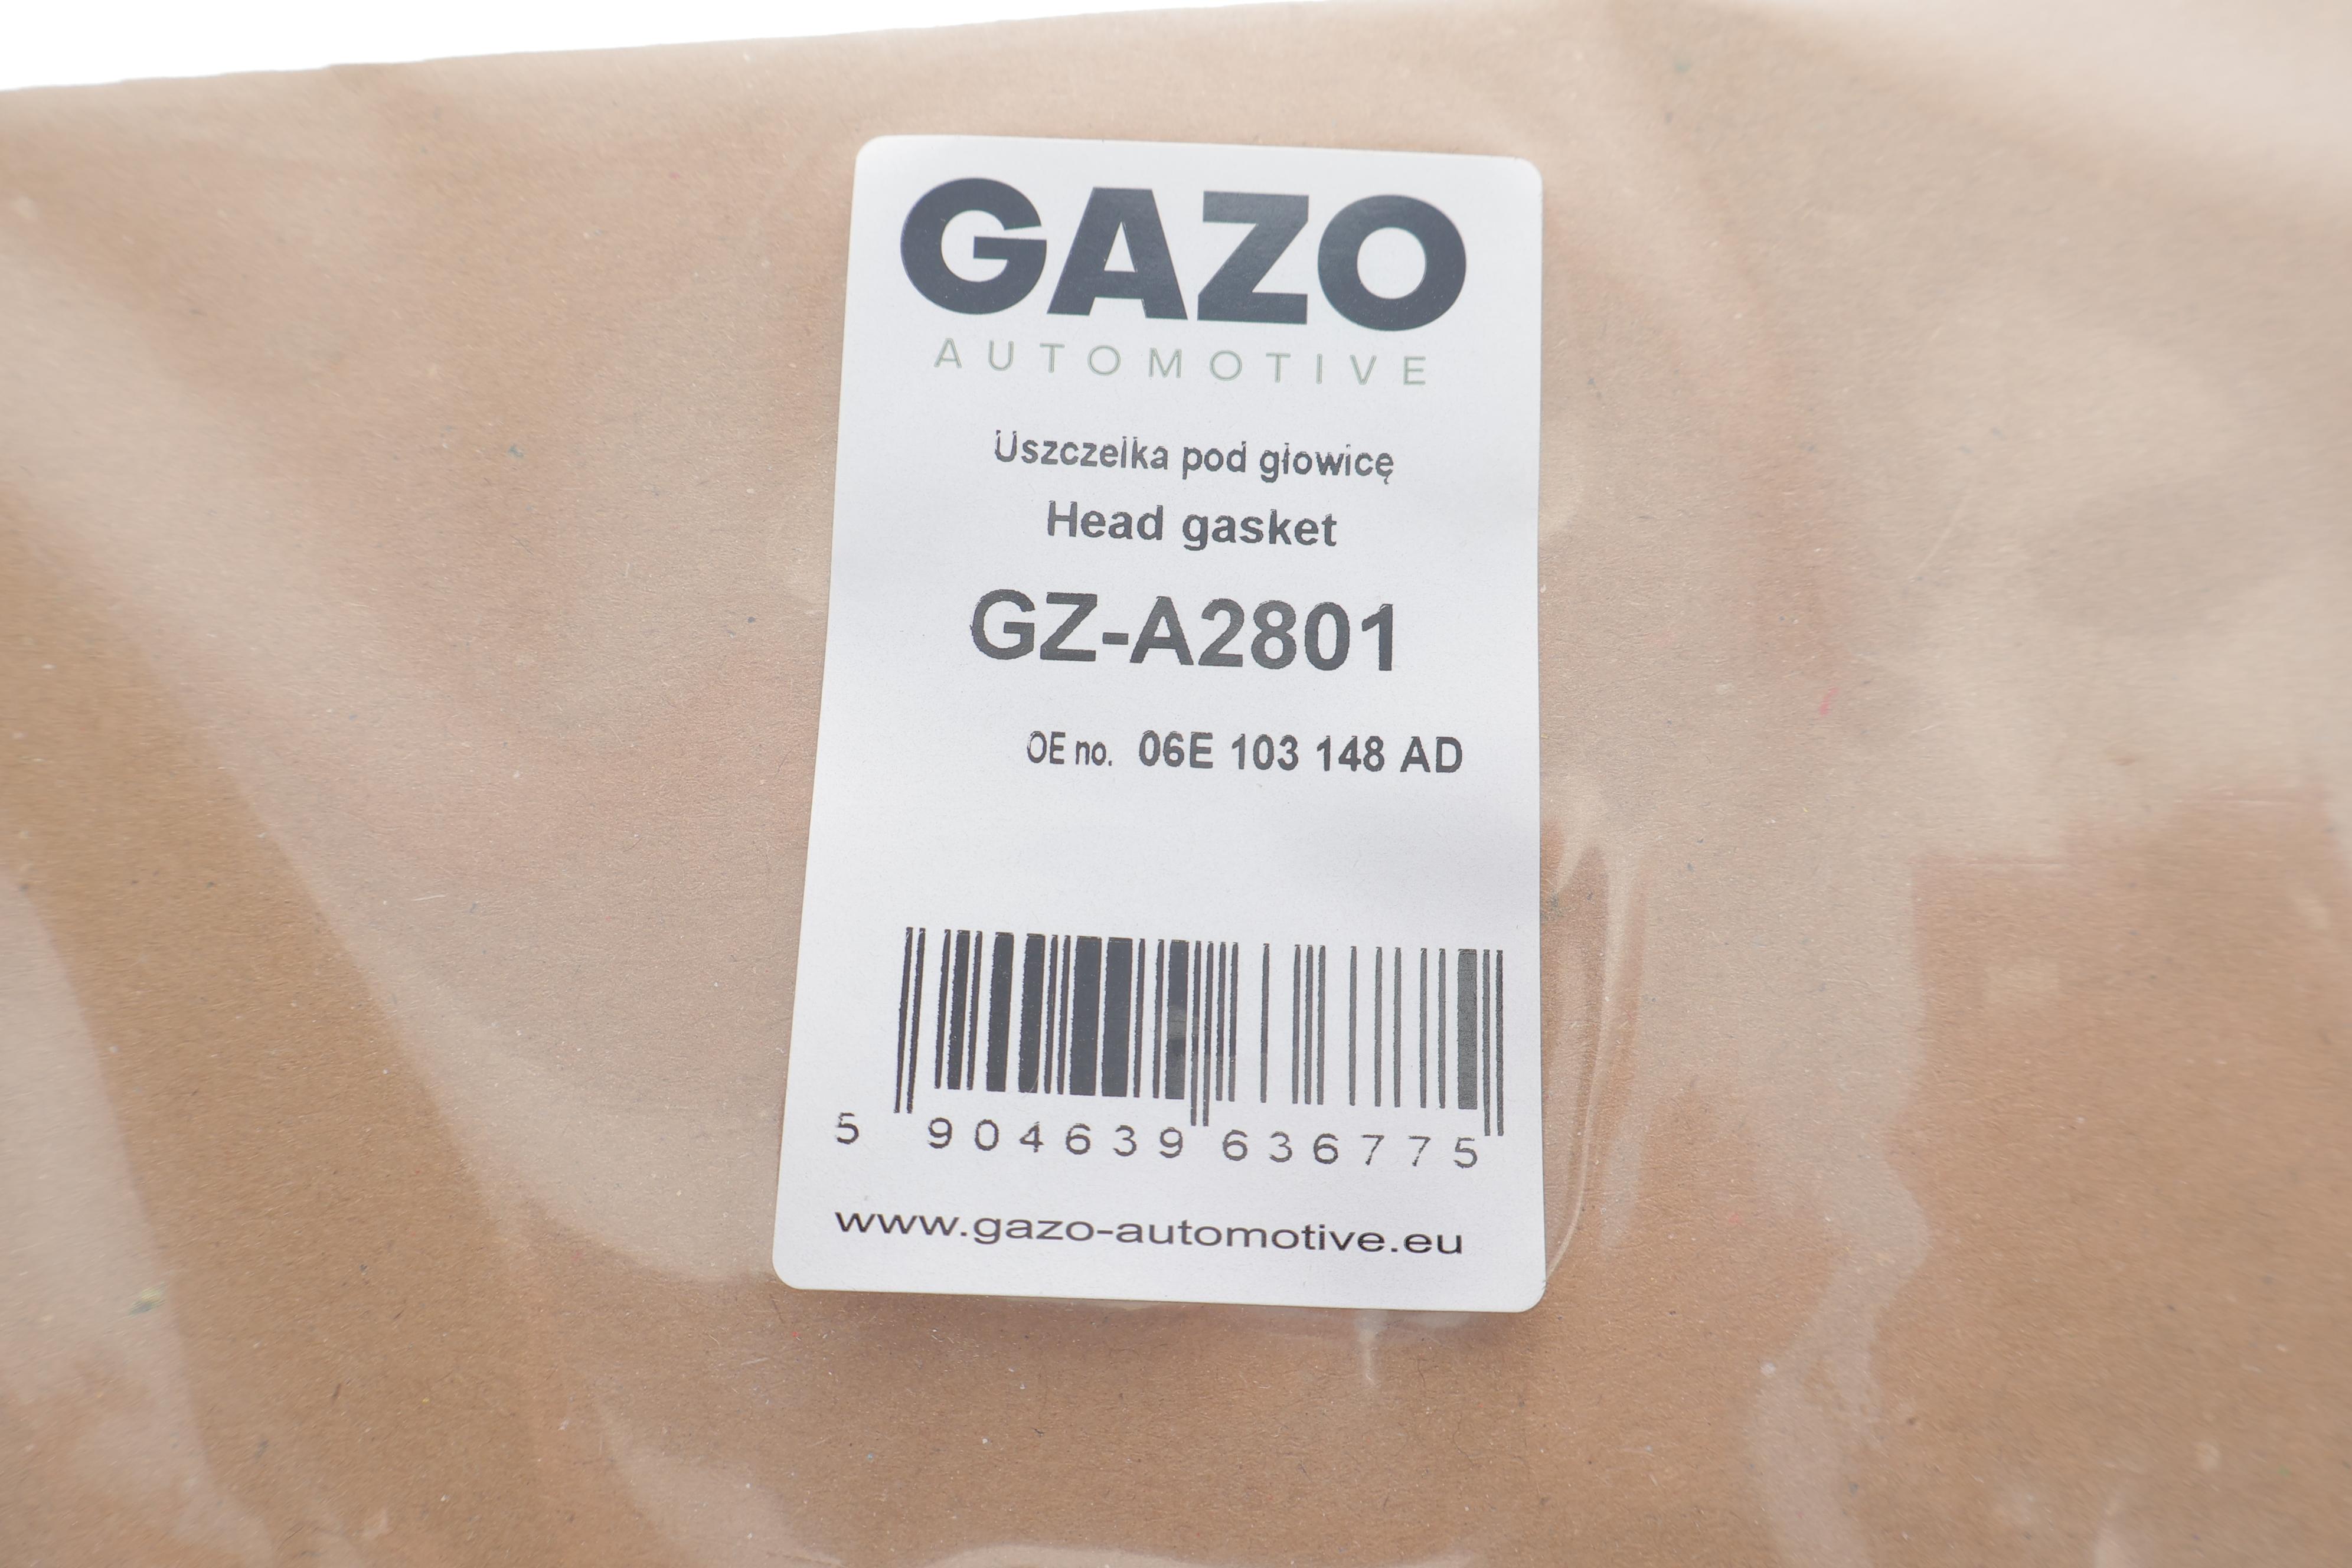 GAZO
AUTOMOTIVE
Uszczelka pod głowicę
Head gasket
GZ-A2801
OE no. 06E 103 148 AD
5 904639 636775
www.gazo-automotive.eu